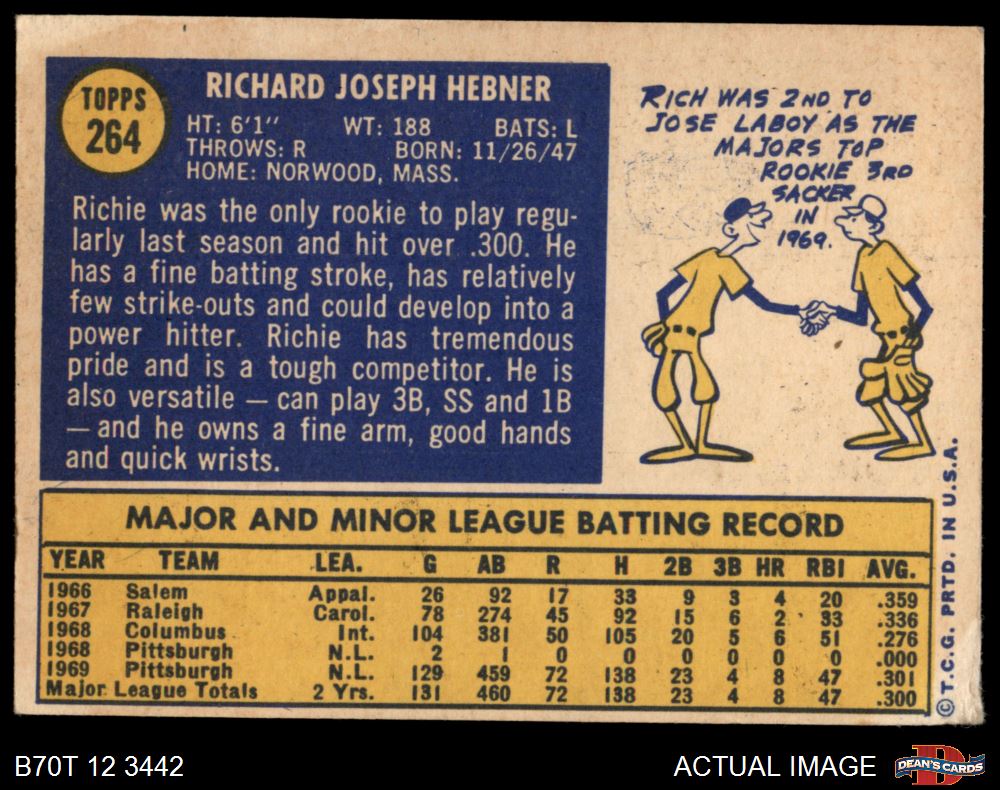 TOPPS
264
RICHARD JOSEPH HEBNER
HT: 6'1" WT: 188 BATS: L
THROWS: R BORN: 11/26/47
HOME: NORWOOD, MASS.
Richie was the only rookie to play regu-
larly last season and hit over .300. He
has a fine batting stroke, has relatively
few strike-outs and could develop into a
power hitter. Richie has tremendous
pride and is a tough competitor. He is
also versatile — can play 3B, SS and 1B
— and he owns a fine arm, good hands
and quick wrists.
RICH WAS 2ND TO
JOSE LABOY AS THE
MAJORS TOP
ROOKIE 3RD
SACKER
IN
1969.
MAJOR AND MINOR LEAGUE BATTING RECORD
YEAR TEAM LEA. G AB R H 2B 3B HR RBI AVG.
1966 Salem Appal. 26 92 17 33 9 3 4 20 .359
1967 Raleigh Carol. 78 274 45 92 15 6 2 33 .336
1968 Columbus Int. 104 381 50 105 20 5 6 51 .276
1968 Pittsburgh N.L. 2 1 0 0 0 0 0 0 .000
1969 Pittsburgh N.L. 129 459 72 138 23 4 8 47 .301
Major League Totals 2 Yrs. 131 460 72 138 23 4 8 47 .300
©T.C.G. PRTD. IN U.S.A.
B70T 12 3442
ACTUAL IMAGE
DEAN'S CARDS